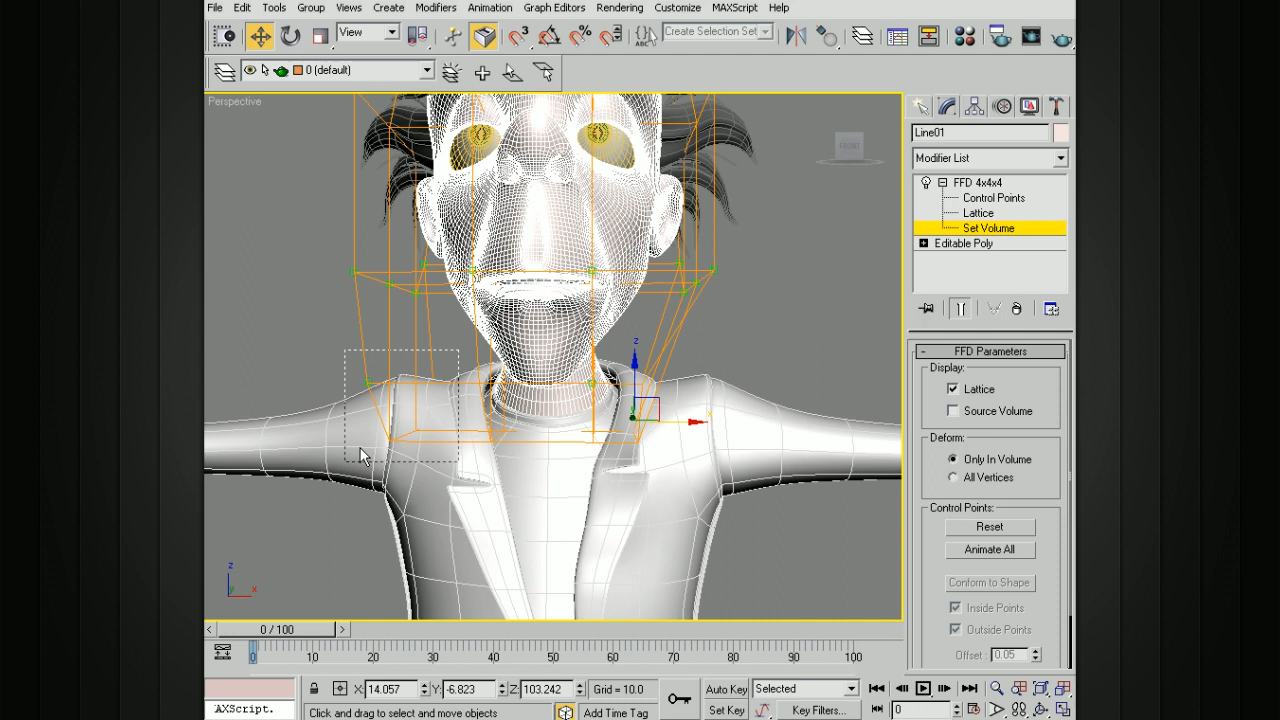 File Edit Tools Group Views Create Modifiers Animation Graph Editors Rendering Customize MAXScript Help
View
3
%
ABC
Create Selection Set
0 (default)
Perspective
FRONT
Line01
Modifier List
FFD 4x4x4
Control Points
Lattice
Set Volume
Editable Poly
- FFD Parameters
Display:
Lattice
Source Volume
Deform:
Only In Volume
All Vertices
Control Points:
Reset
Animate All
Conform to Shape
Inside Points
Outside Points
Offset : 0.05
z
x
y
z
y
x
< 0 / 100 >
0 10 20 30 40 50 60 70 80 90 100
X: 14.057 Y: -6.823 Z: 103.242 Grid = 10.0 Auto Key Selected
AXScript. Click and drag to select and move objects Add Time Tag Set Key Key Filters... 0